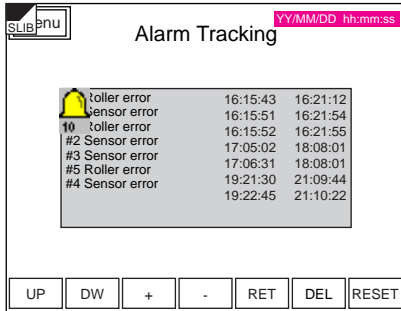 SLIB enu
Alarm Tracking
YY/MM/DD hh:mm:ss
Roller error 16:15:43 16:21:12
Sensor error 16:15:51 16:21:54
10 Roller error 16:15:52 16:21:55
#2 Sensor error 17:05:02 18:08:01
#3 Sensor error 17:06:31 18:08:01
#5 Roller error 19:21:30 21:09:44
#4 Sensor error 19:22:45 21:10:22
UP DW + - RET DEL RESET